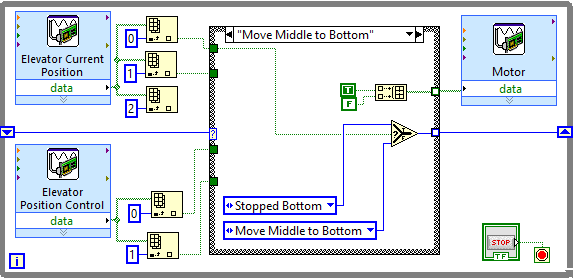 "Move Middle to Bottom"
0
1
2
Elevator Current
Position
data
Motor
data
T
F
?
Elevator
Position Control
data
0
1
Stopped Bottom
Move Middle to Bottom
STOP
TF
i